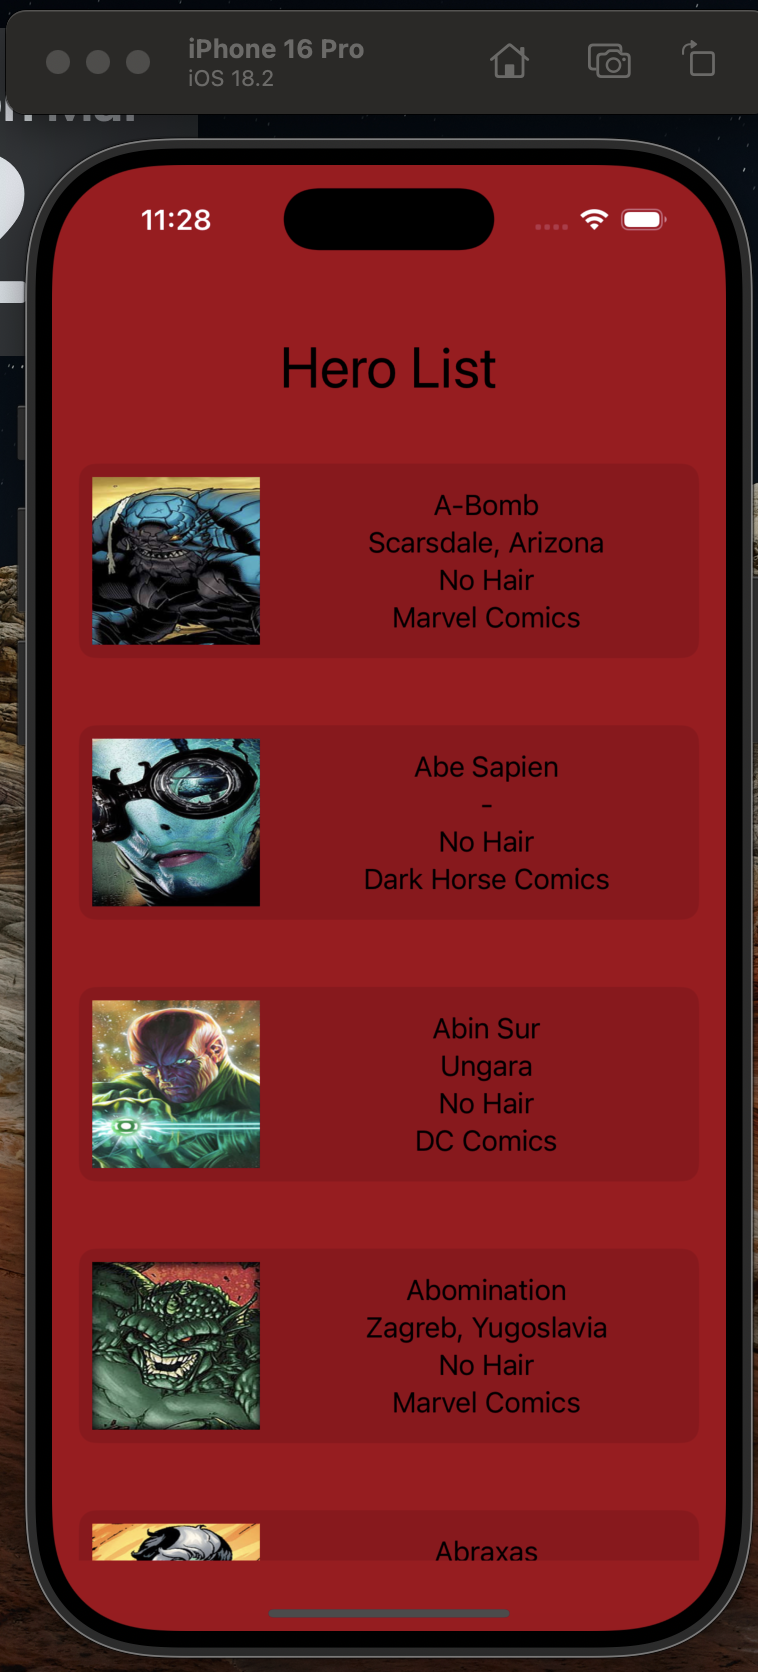 iPhone 16 Pro
iOS 18.2
11:28
Hero List
A-Bomb
Scarsdale, Arizona
No Hair
Marvel Comics
Abe Sapien
-
No Hair
Dark Horse Comics
Abin Sur
Ungara
No Hair
DC Comics
Abomination
Zagreb, Yugoslavia
No Hair
Marvel Comics
Abraxas